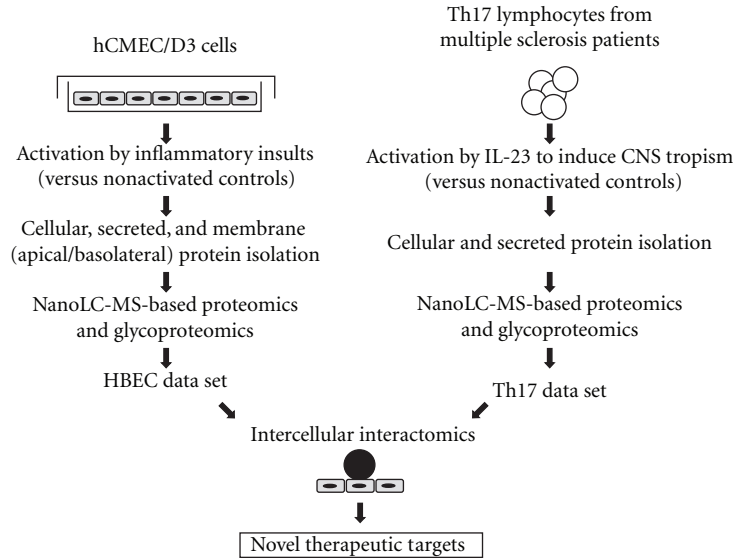 hCMEC/D3 cells
Activation by inflammatory insults
(versus nonactivated controls)
Cellular, secreted, and membrane
(apical/basolateral) protein isolation
NanoLC-MS-based proteomics
and glycoproteomics
HBEC data set
Th17 lymphocytes from
multiple sclerosis patients
Activation by IL-23 to induce CNS tropism
(versus nonactivated controls)
Cellular and secreted protein isolation
NanoLC-MS-based proteomics
and glycoproteomics
Th17 data set
Intercellular interactomics
Novel therapeutic targets